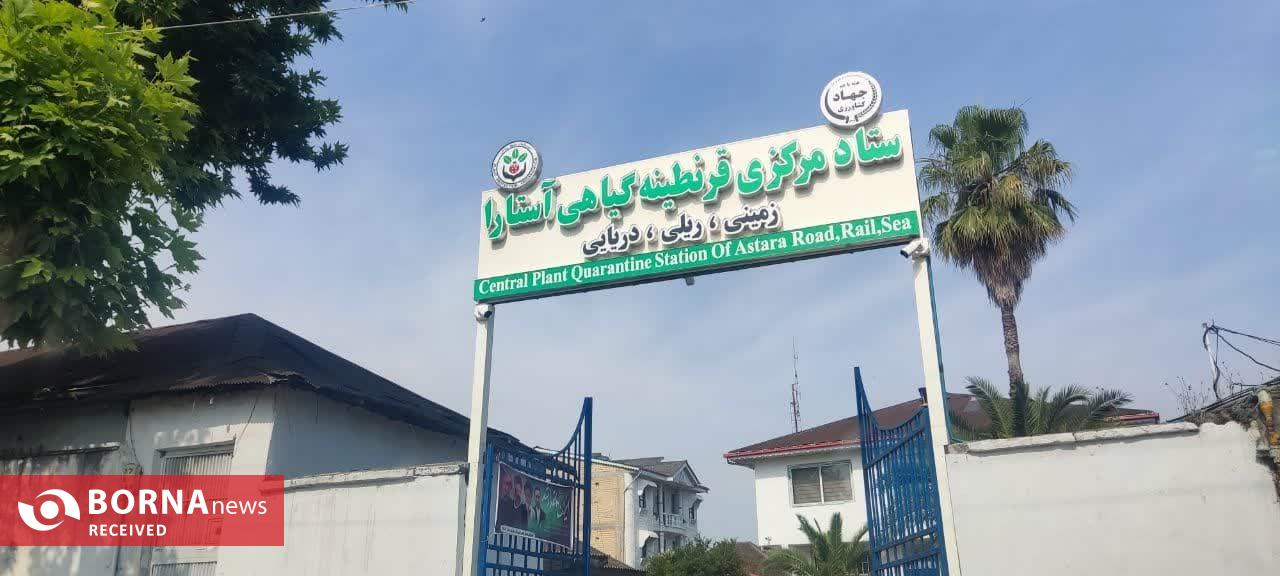 جهاد
کشاورزی
ستاد مرکزی قرنطینه گیاهی آستارا
زمینی ، ریلی ، دریایی
Central Plant Quarantine Station Of Astara Road,Rail,Sea
BORNA news
RECEIVED